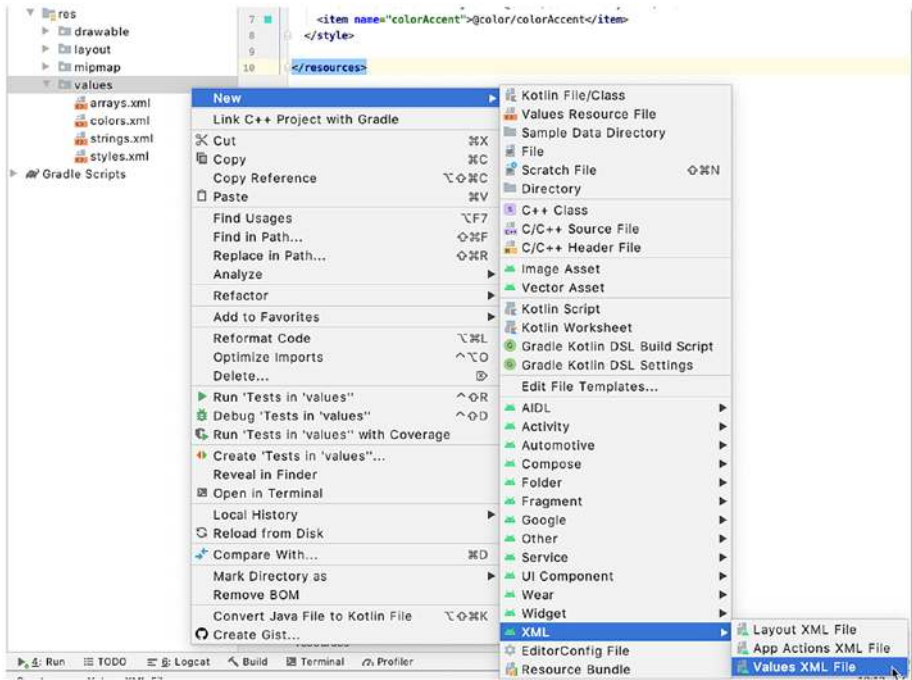 res
drawable
layout
mipmap
values
arrays.xml
colors.xml
strings.xml
styles.xml
Gradle Scripts
7 <item name="colorAccent">@color/colorAccent</item>
8 </style>
9
10 </resources>
New
Link C++ Project with Gradle
Cut ⌘X
Copy ⌘C
Copy Reference ⌥⇧⌘C
Paste ⌘V
Find Usages ⌥F7
Find in Path... ⇧⌘F
Replace in Path... ⇧⌘R
Analyze
Refactor
Add to Favorites
Reformat Code ⌥⌘L
Optimize Imports ^⌥O
Delete... ⌦
Run 'Tests in 'values'' ^⇧R
Debug 'Tests in 'values'' ^⇧D
Run 'Tests in 'values'' with Coverage
Create 'Tests in 'values''...
Reveal in Finder
Open in Terminal
Local History
Reload from Disk
Compare With... ⌘D
Mark Directory as
Remove BOM
Convert Java File to Kotlin File ⌥⇧⌘K
Create Gist...
Kotlin File/Class
Values Resource File
Sample Data Directory
File
Scratch File ⇧⌘N
Directory
C++ Class
C/C++ Source File
C/C++ Header File
Image Asset
Vector Asset
Kotlin Script
Kotlin Worksheet
Gradle Kotlin DSL Build Script
Gradle Kotlin DSL Settings
Edit File Templates...
AIDL
Activity
Automotive
Compose
Folder
Fragment
Google
Other
Service
UI Component
Wear
Widget
XML
EditorConfig File
Resource Bundle
Layout XML File
App Actions XML File
Values XML File
4: Run TODO 6: Logcat Build Terminal Profiler